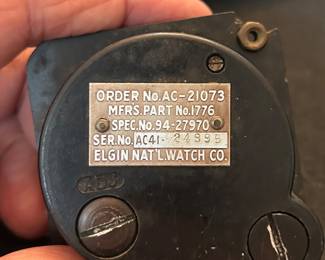 ORDER No. AC-21073
MFRS. PART No. 1776
SPEC. No. 94-27970
SER. No. AC41-
ELGIN NAT'L. WATCH CO.